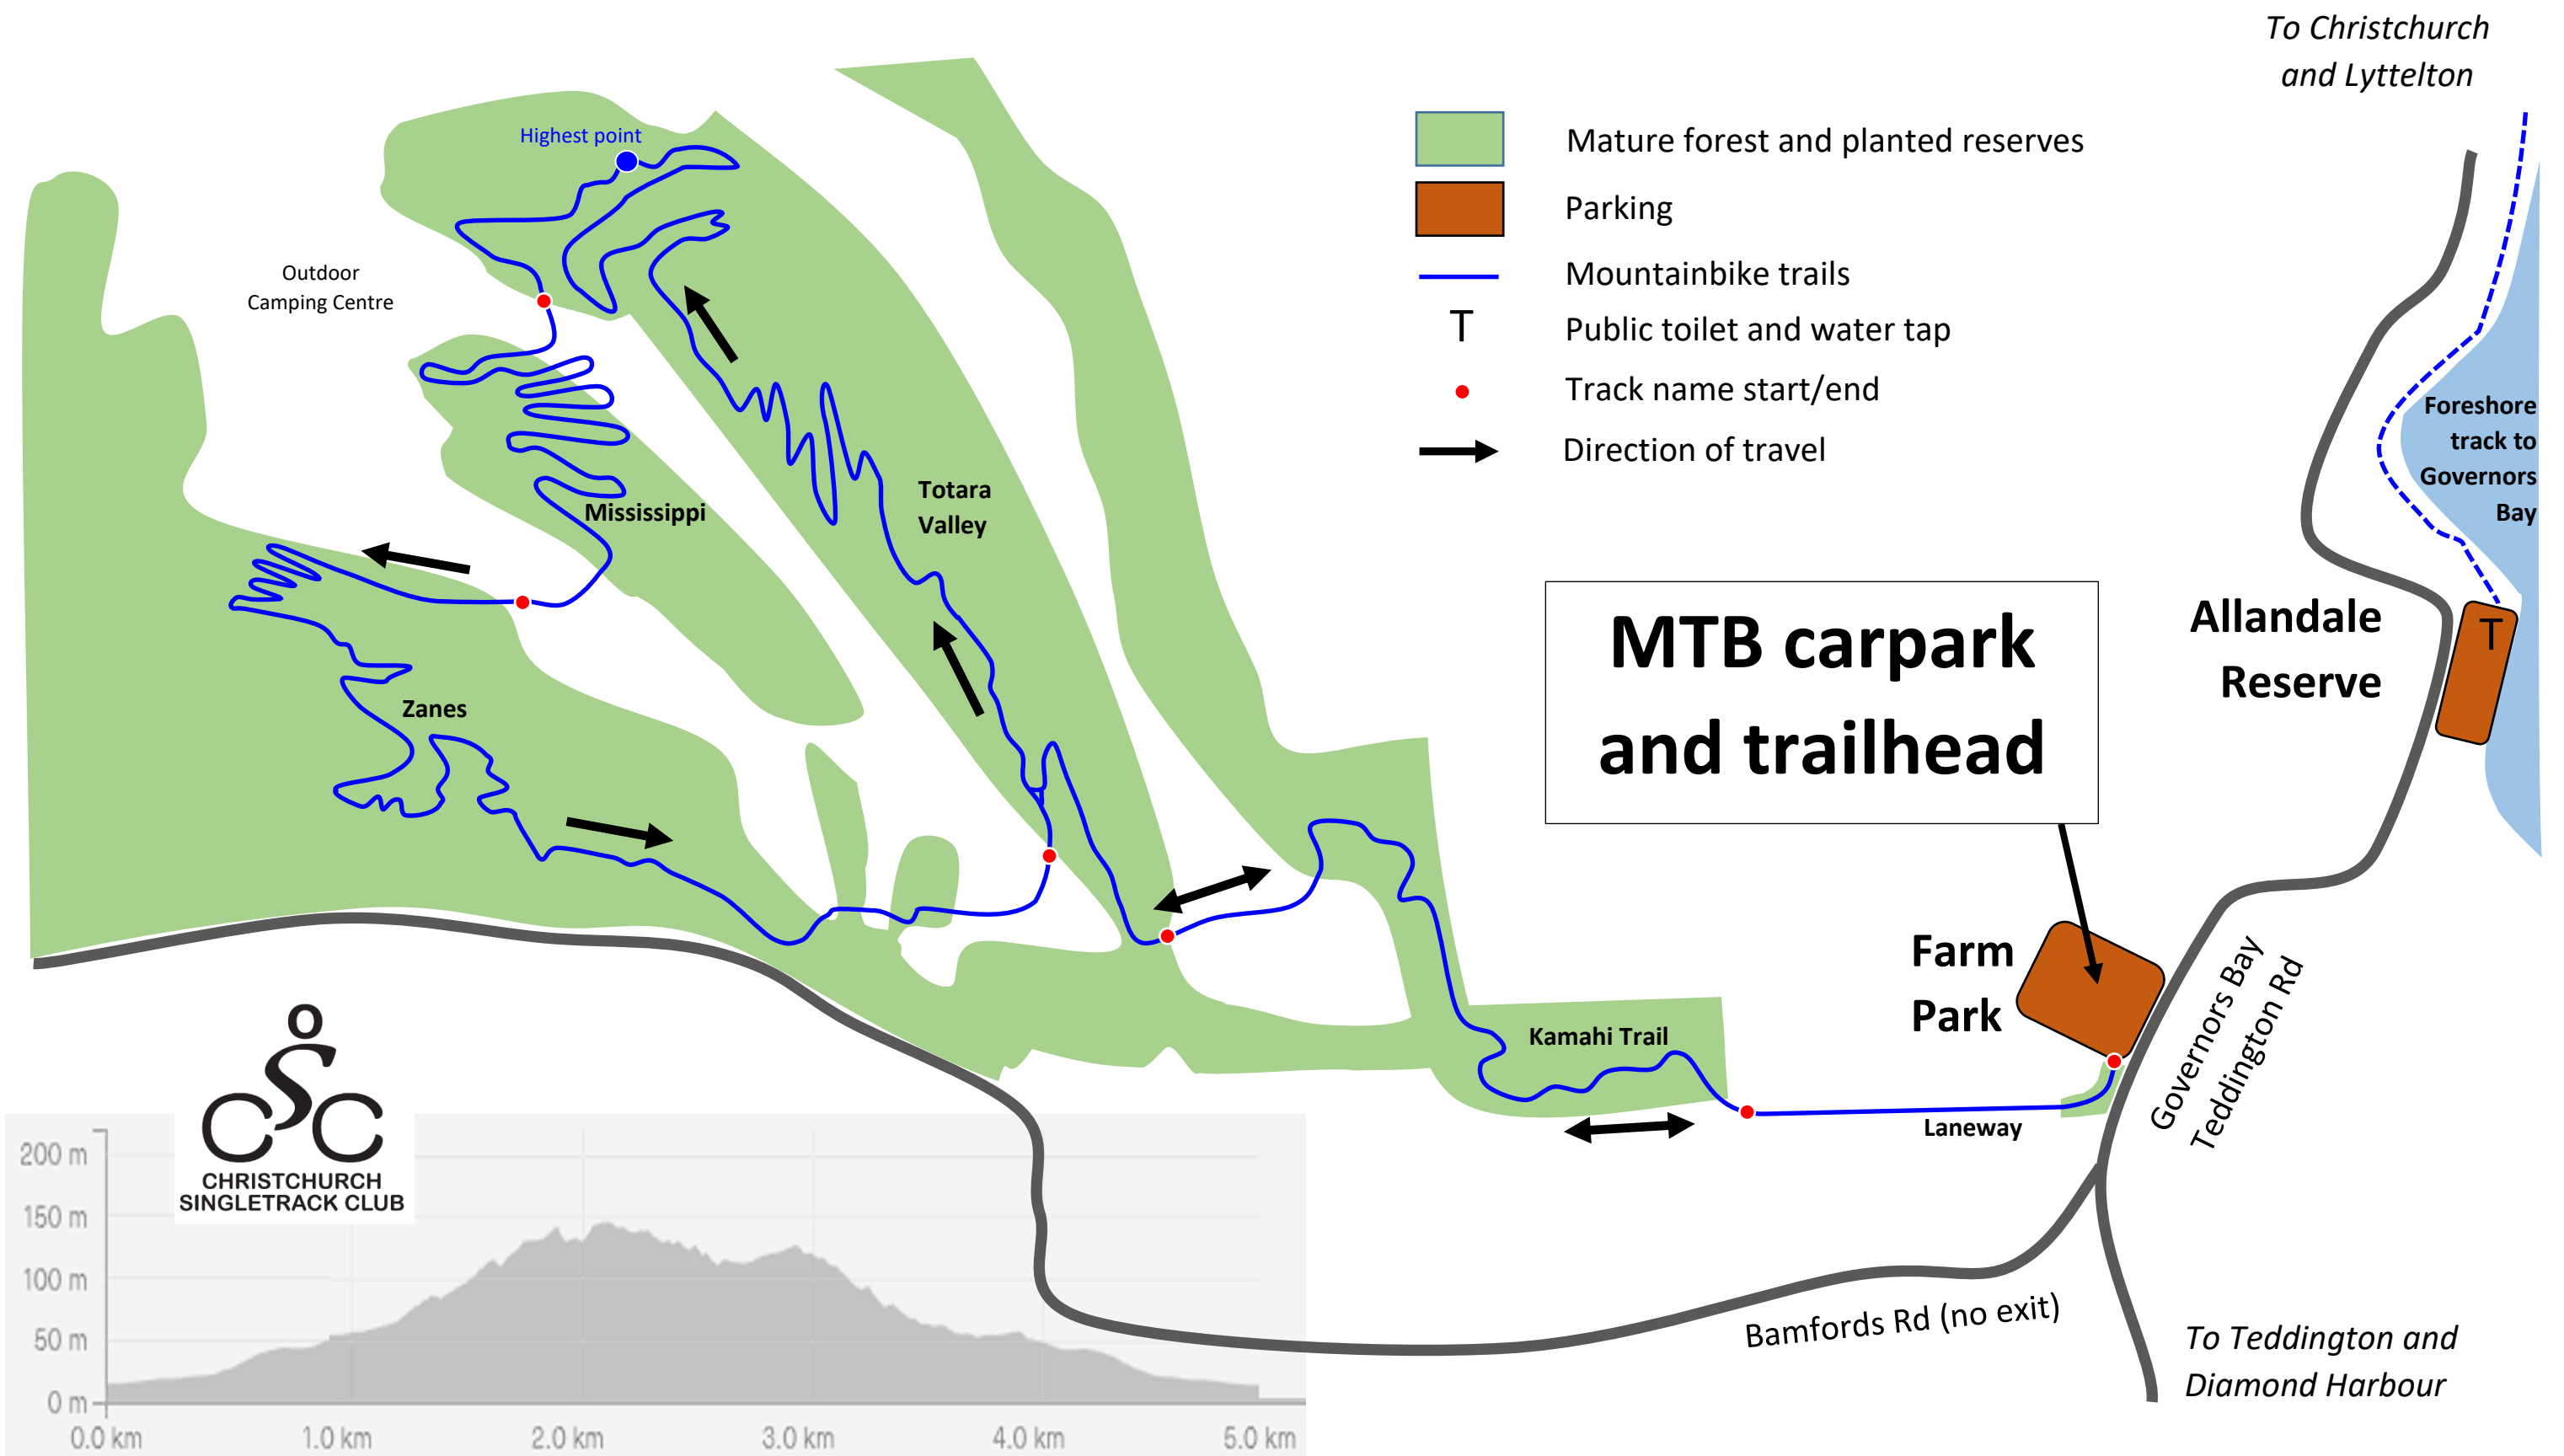 To Christchurch
and Lyttelton
Highest point
Mature forest and planted reserves
Parking
Mountainbike trails
T
Public toilet and water tap
Track name start/end
Direction of travel
Outdoor
Camping Centre
Foreshore
track to
Governors
Bay
Totara
Valley
Mississippi
MTB carpark
and trailhead
Allandale
Reserve
T
Zanes
Farm
Park
Governors Bay
Teddington Rd
Kamahi Trail
Laneway
CSC
CHRISTCHURCH
SINGLETRACK CLUB
Bamfords Rd (no exit)
To Teddington and
Diamond Harbour
200 m
150 m
100 m
50 m
0 m
0.0 km
1.0 km
2.0 km
3.0 km
4.0 km
5.0 km